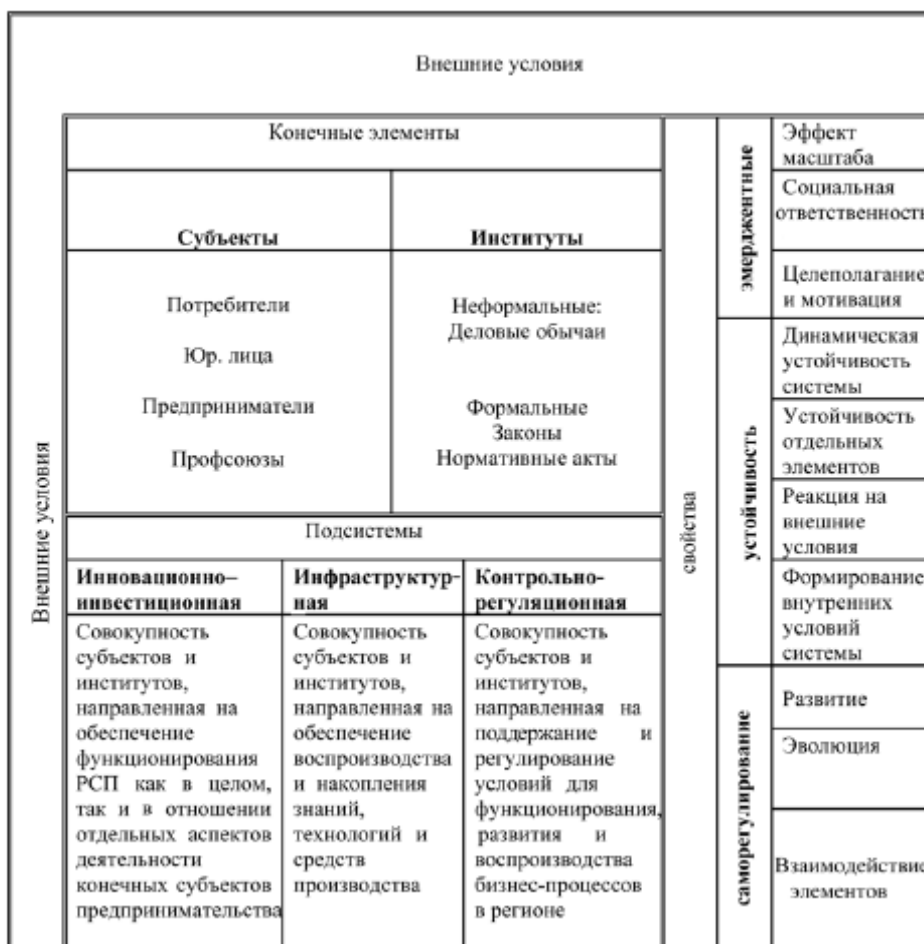 Внешние условия
Внешние условия
Конечные элементы
Субъекты
Потребители
Юр. лица
Предприниматели
Профсоюзы
Институты
Неформальные:
Деловые обычаи
Формальные
Законы
Нормативные акты
Подсистемы
Инновационно–
инвестиционная
Совокупность
субъектов и
институтов,
направленная на
обеспечение
функционирования
РСП как в целом,
так и в отношении
отдельных аспектов
деятельности
конечных субъектов
предпринимательства
Инфраструктур-
ная
Совокупность
субъектов и
институтов,
направленная на
обеспечение
воспроизводства
и накопления
знаний,
технологий и
средств
производства
Контрольно-
регуляционная
Совокупность
субъектов и
институтов,
направленная на
поддержание и
регулирование
условий для
функционирования,
развития и
воспроизводства
бизнес-процессов
в регионе
свойства
эмерджентные
Эффект
масштаба
Социальная
ответственность
Целеполагание
и мотивация
устойчивость
Динамическая
устойчивость
системы
Устойчивость
отдельных
элементов
Реакция на
внешние
условия
Формирование
внутренних
условий
системы
саморегулирование
Развитие
Эволюция
Взаимодействие
элементов